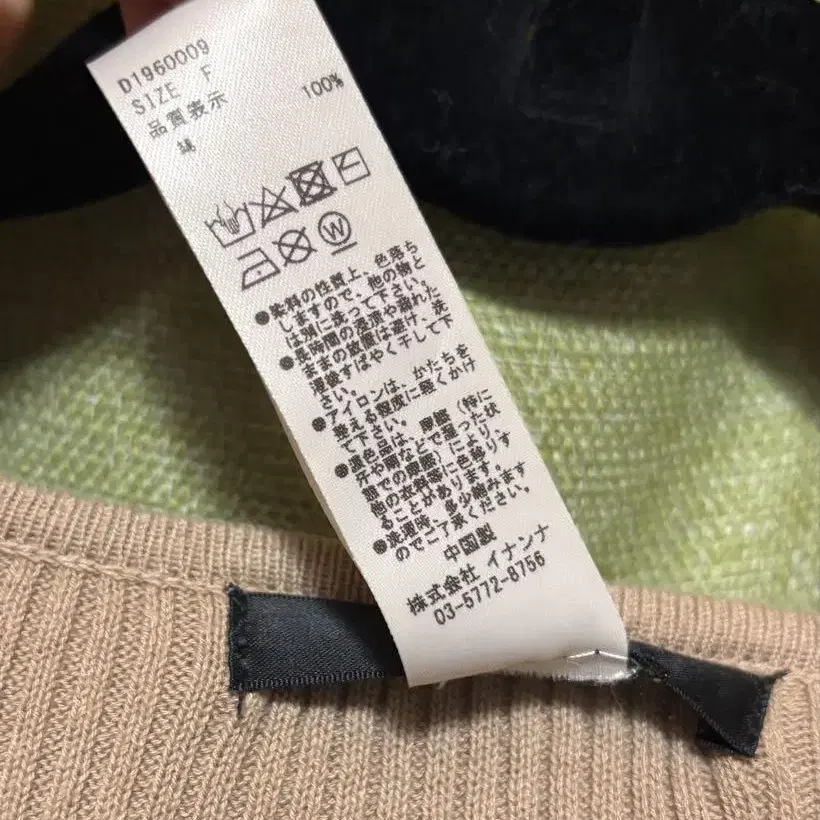 D1960009
SIZE F
品質表示
綿 100%
W
●染料の性質上、色落ち
しますので、他の物と
は別に洗って下さい。
●長時間の浸漬や濡れた
ままの放置は避け、洗
濯後すばやく干して下
さい。
●アイロンは、かたちを
整える程度に軽くかけ
て下さい。
●濃色品は、摩擦(特に
汗や雨などで湿った状
態での摩擦)により、
他の衣料等に色移りす
ることがあります。
●洗濯時、多少縮みます
のでご了承ください。
中国製
株式会社 イナンナ
03-5772-8756